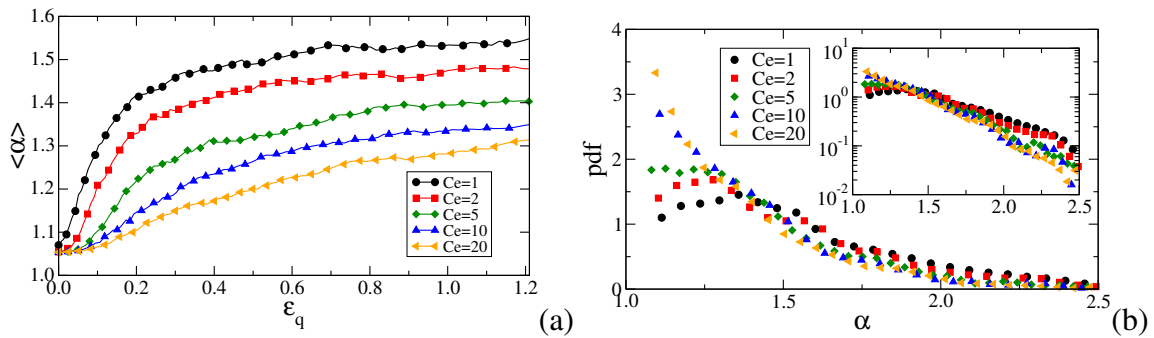 1.6
1.5
1.4
1.3
1.2
1.1
1.0
<α>
0.0 0.2 0.4 0.6 0.8 1.0 1.2
ε_q
Ce=1
Ce=2
Ce=5
Ce=10
Ce=20
(a)
4
3
2
1
0
pdf
1.0 1.5 2.0 2.5
α
Ce=1
Ce=2
Ce=5
Ce=10
Ce=20
10^1
10^0
10^-1
10^-2
1.0 1.5 2.0 2.5
(b)